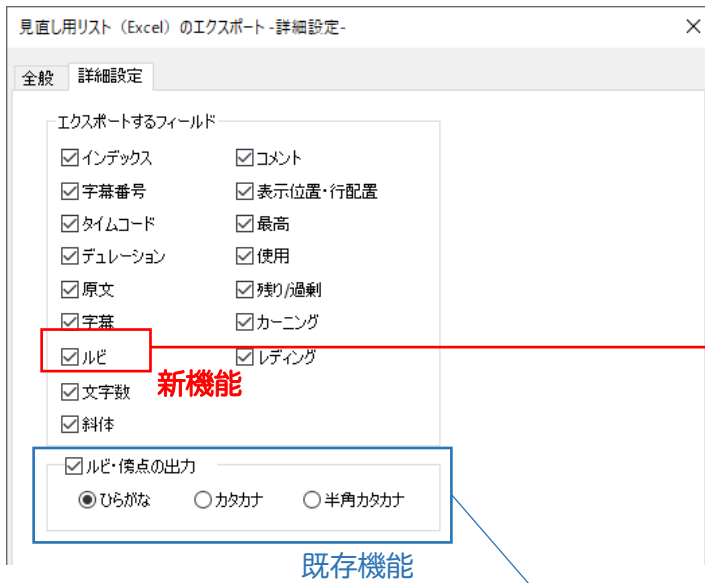 見直し用リスト（Excel）のエクスポート -詳細設定-
全般 詳細設定
エクスポートするフィールド
インデックス コメント
字幕番号 表示位置・行配置
タイムコード 最高
デュレーション 使用
原文 残り/過剰
字幕 カーニング
ルビ レディング
新機能
文字数
斜体
ルビ・傍点の出力
ひらがな カタカナ 半角カタカナ
既存機能